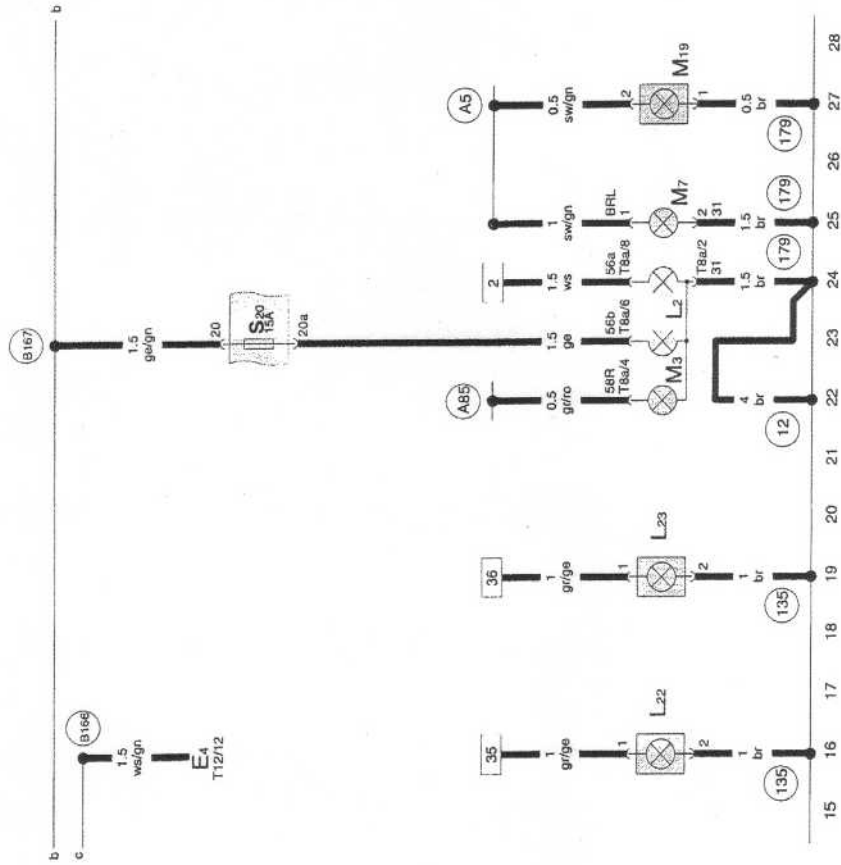 b
b
c
B166
1.5
ws/gn
E4
T12/12
B167
1.5
ge/gn
20
S20
15A
20a
35
1
gr/ge
1
L22
2
1
br
135
36
1
gr/ge
1
L23
2
1
br
135
A85
0.5
gr/ro
58R
T8a/4
M3
4
br
12
1.5
ge
56b
T8a/6
L2
2
1.5
ws
56a
T8a/8
T8a/2
31
1.5
br
179
1
sw/gn
BRL
1
M7
2
31
1.5
br
179
A5
0.5
sw/gn
2
M19
1
0.5
br
179
15 16 17 18 19 20 21 22 23 24 25 26 27 28